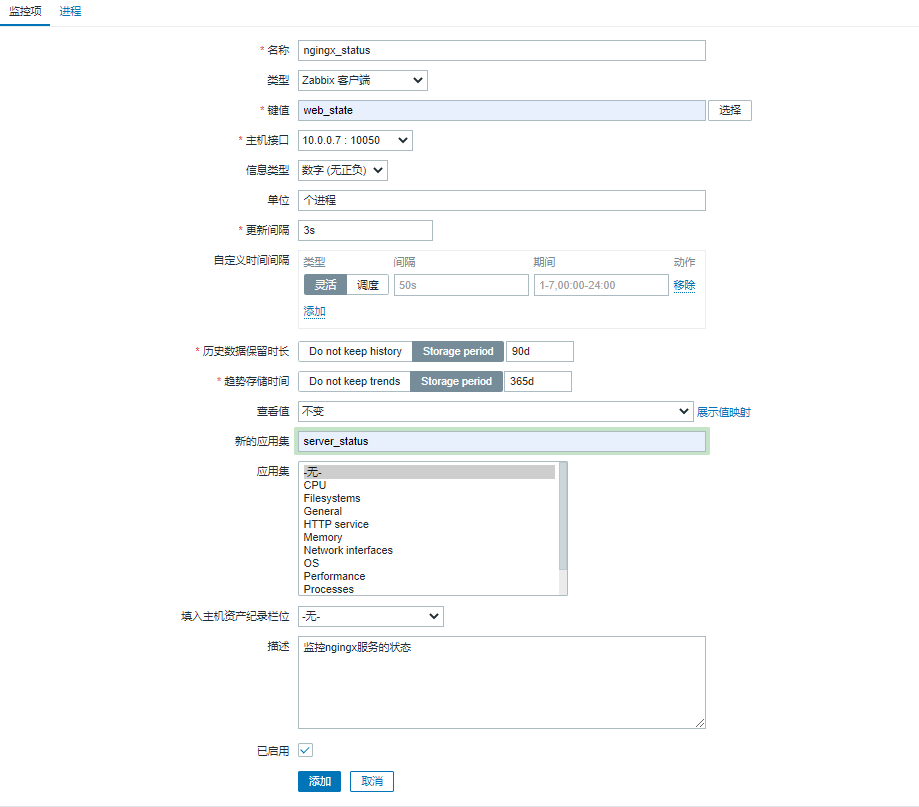 监控项 进程
* 名称 ngingx_status
类型 Zabbix 客户端
* 键值 web_state 选择
* 主机接口 10.0.0.7 : 10050
信息类型 数字 (无正负)
单位 个进程
* 更新间隔 3s
自定义时间间隔 类型 间隔 期间 动作
灵活 调度 50s 1-7,00:00-24:00 移除
添加
* 历史数据保留时长 Do not keep history Storage period 90d
* 趋势存储时间 Do not keep trends Storage period 365d
查看值 不变 展示值映射
新的应用集 server_status
应用集 -无-
CPU
Filesystems
General
HTTP service
Memory
Network interfaces
OS
Performance
Processes
填入主机资产纪录栏位 -无-
描述 监控ngingx服务的状态
已启用
添加 取消